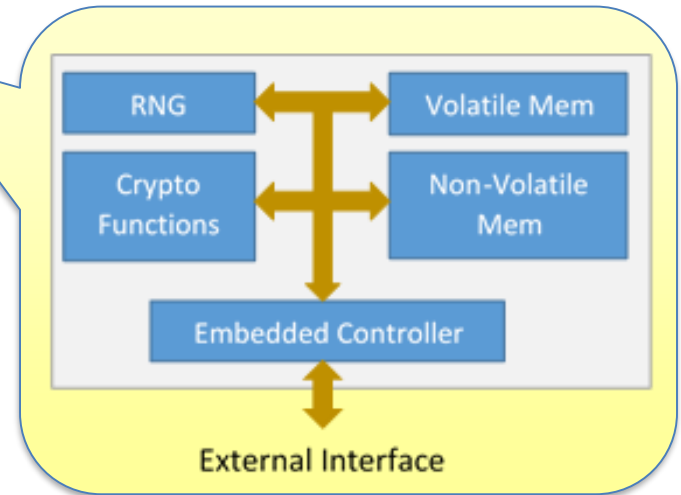 RNG
Volatile Mem
Crypto
Functions
Non-Volatile
Mem
Embedded Controller
External Interface